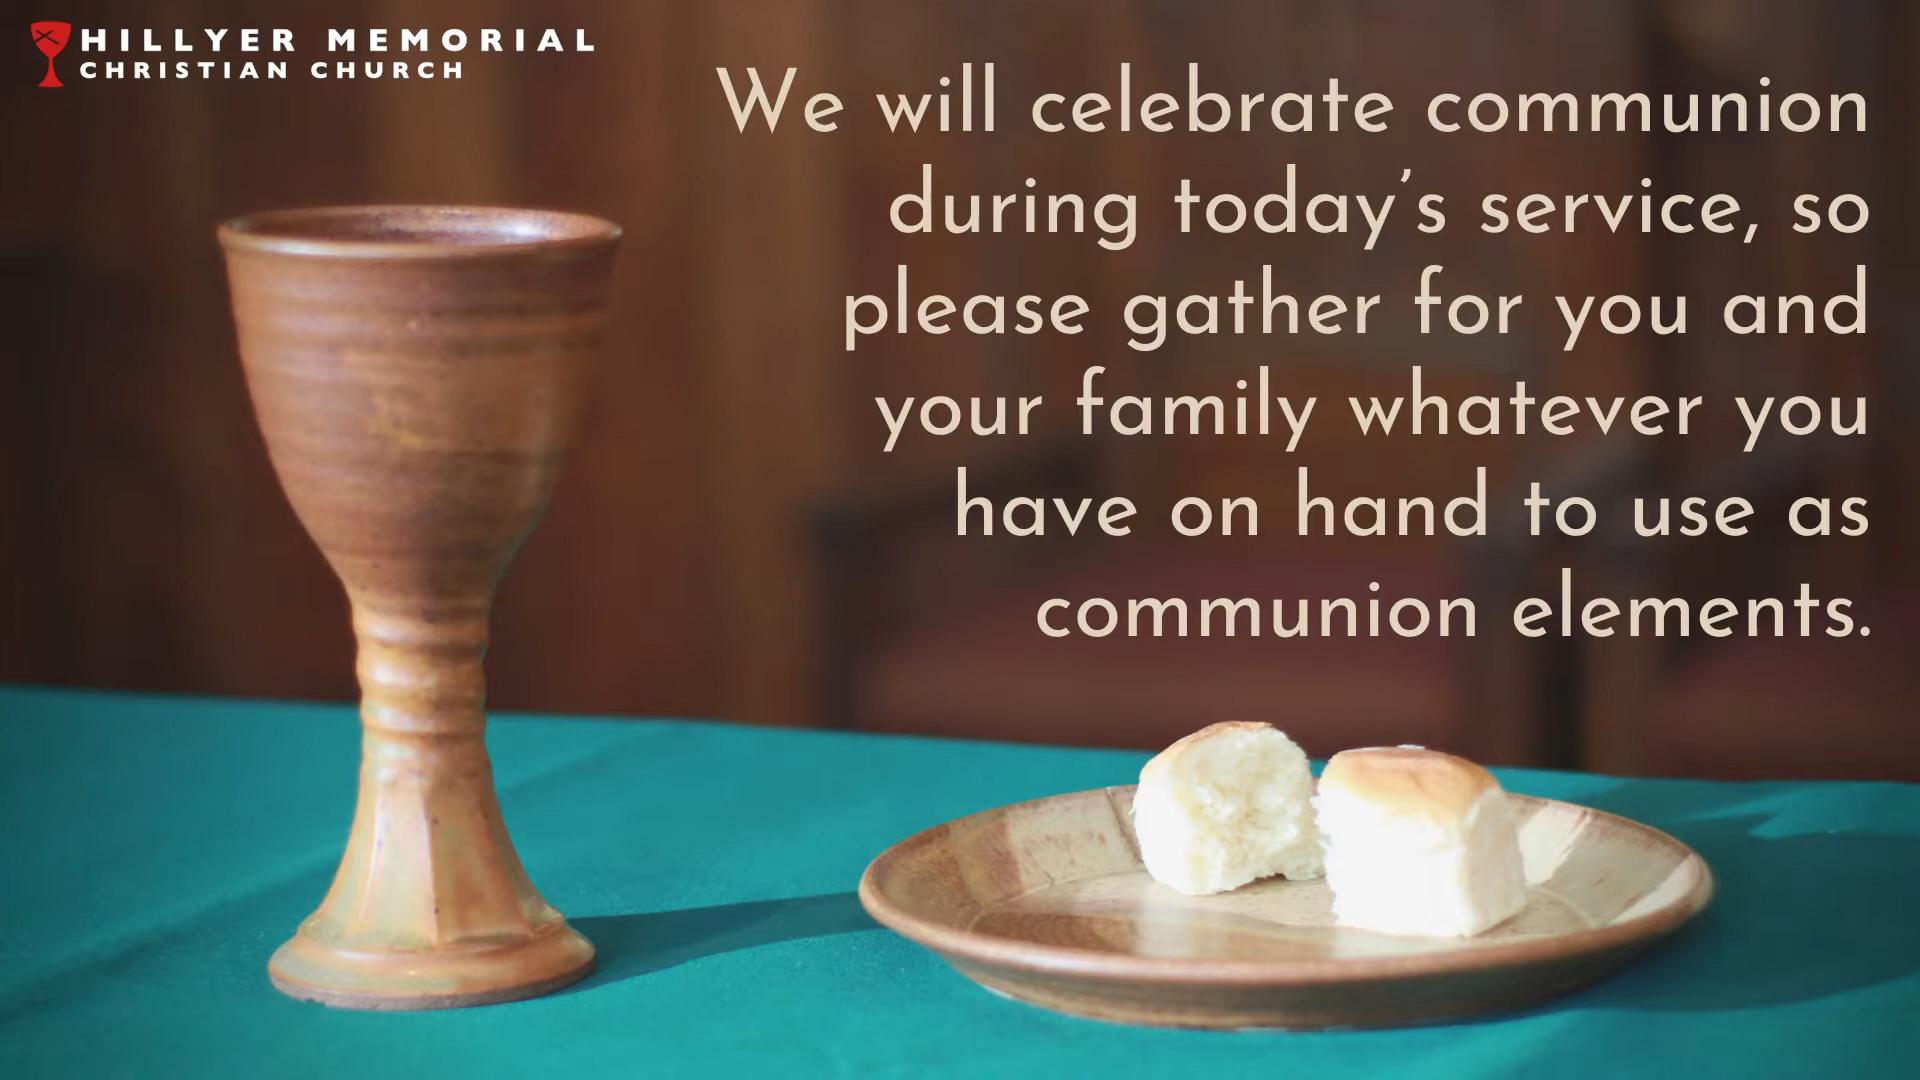 HILLYER MEMORIAL
CHRISTIAN CHURCH
We will celebrate communion
during today’s service, so
please gather for you and
your family whatever you
have on hand to use as
communion elements.